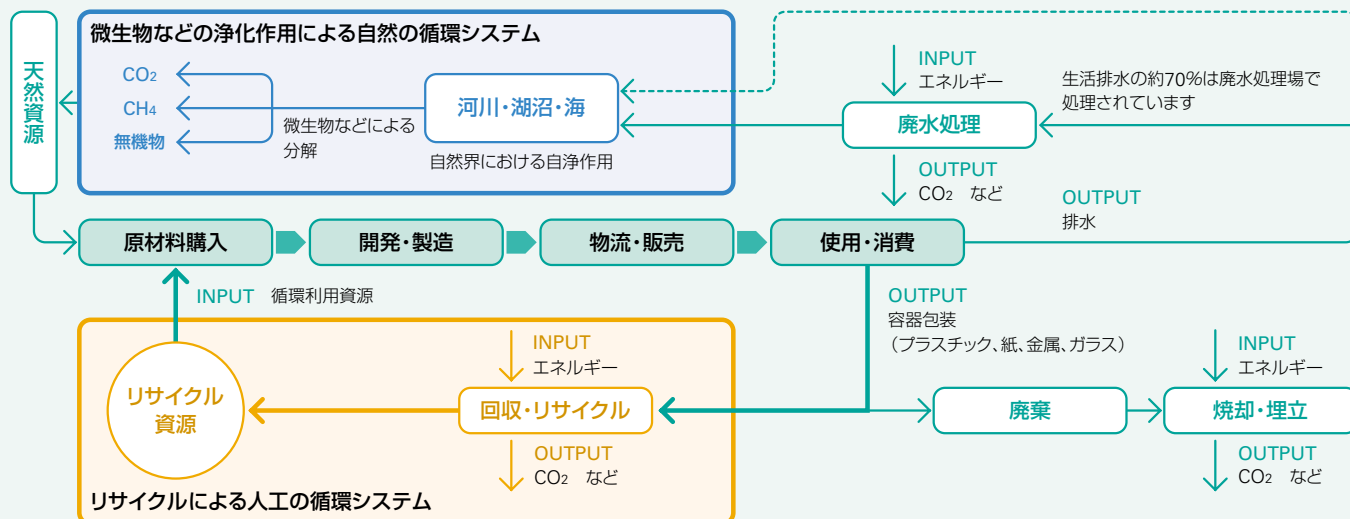 天然資源
微生物などの浄化作用による自然の循環システム
CO2
CH4
無機物
微生物などによる
分解
河川・湖沼・海
自然界における自浄作用
INPUT
エネルギー
廃水処理
OUTPUT
CO2 など
生活排水の約70%は廃水処理場で
処理されています
OUTPUT
排水
原材料購入
開発・製造
物流・販売
使用・消費
INPUT 循環利用資源
OUTPUT
容器包装
(プラスチック、紙、金属、ガラス)
INPUT
エネルギー
リサイクル
資源
回収・リサイクル
OUTPUT
CO2 など
リサイクルによる人工の循環システム
廃棄
INPUT
エネルギー
焼却・埋立
OUTPUT
CO2 など